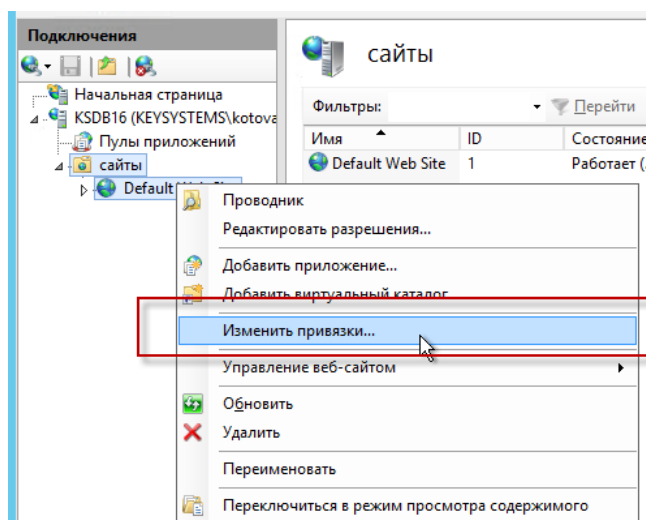 Подключения
Начальная страница
KSDB16 (KEYSYSTEMS\kotova
Пулы приложений
сайты
Default
сайты
Фильтры:
Перейти
Имя ID Состояние
Default Web Site 1 Работает (
Проводник
Редактировать разрешения...
Добавить приложение...
Добавить виртуальный каталог
Изменить привязки...
Управление веб-сайтом
Обновить
Удалить
Переименовать
Переключиться в режим просмотра содержимого